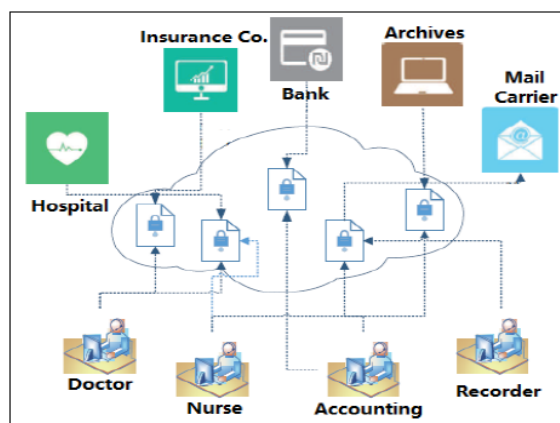 Insurance Co.
Bank
Archives
Mail
Carrier
@
Hospital
Doctor
Nurse
Accounting
Recorder